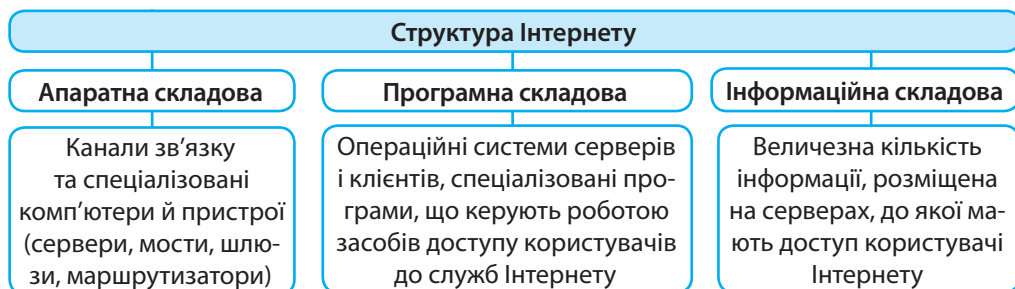 Структура Інтернету
Апаратна складова
Канали зв’язку
та спеціалізовані
комп’ютери й пристрої
(сервери, мости, шлю-
зи, маршрутизатори)
Програмна складова
Операційні системи серверів
і клієнтів, спеціалізовані про-
грами, що керують роботою
засобів доступу користувачів
до служб Інтернету
Інформаційна складова
Величезна кількість
інформації, розміщена
на серверах, до якої ма-
ють доступ користувачі
Інтернету